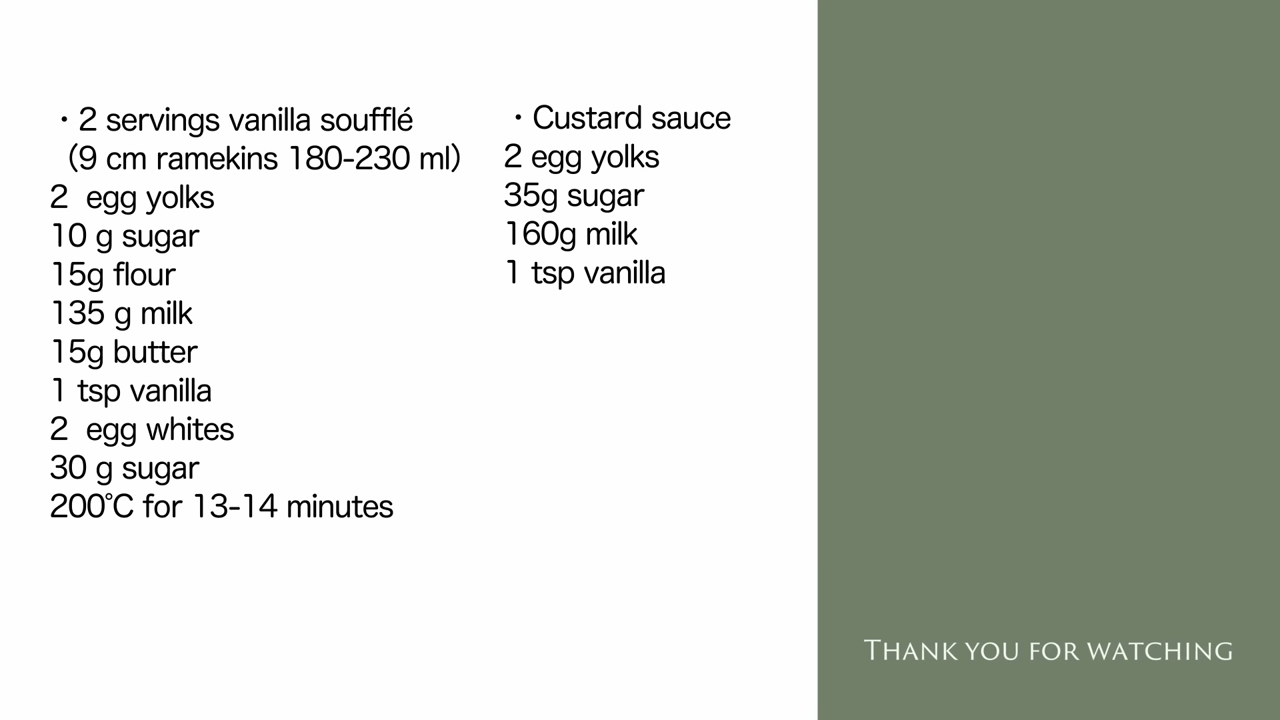 ・2 servings vanilla soufflé
（9 cm ramekins 180-230 ml）
2 egg yolks
10 g sugar
15g flour
135 g milk
15g butter
1 tsp vanilla
2 egg whites
30 g sugar
200℃ for 13-14 minutes
・Custard sauce
2 egg yolks
35g sugar
160g milk
1 tsp vanilla
Thank you for watching